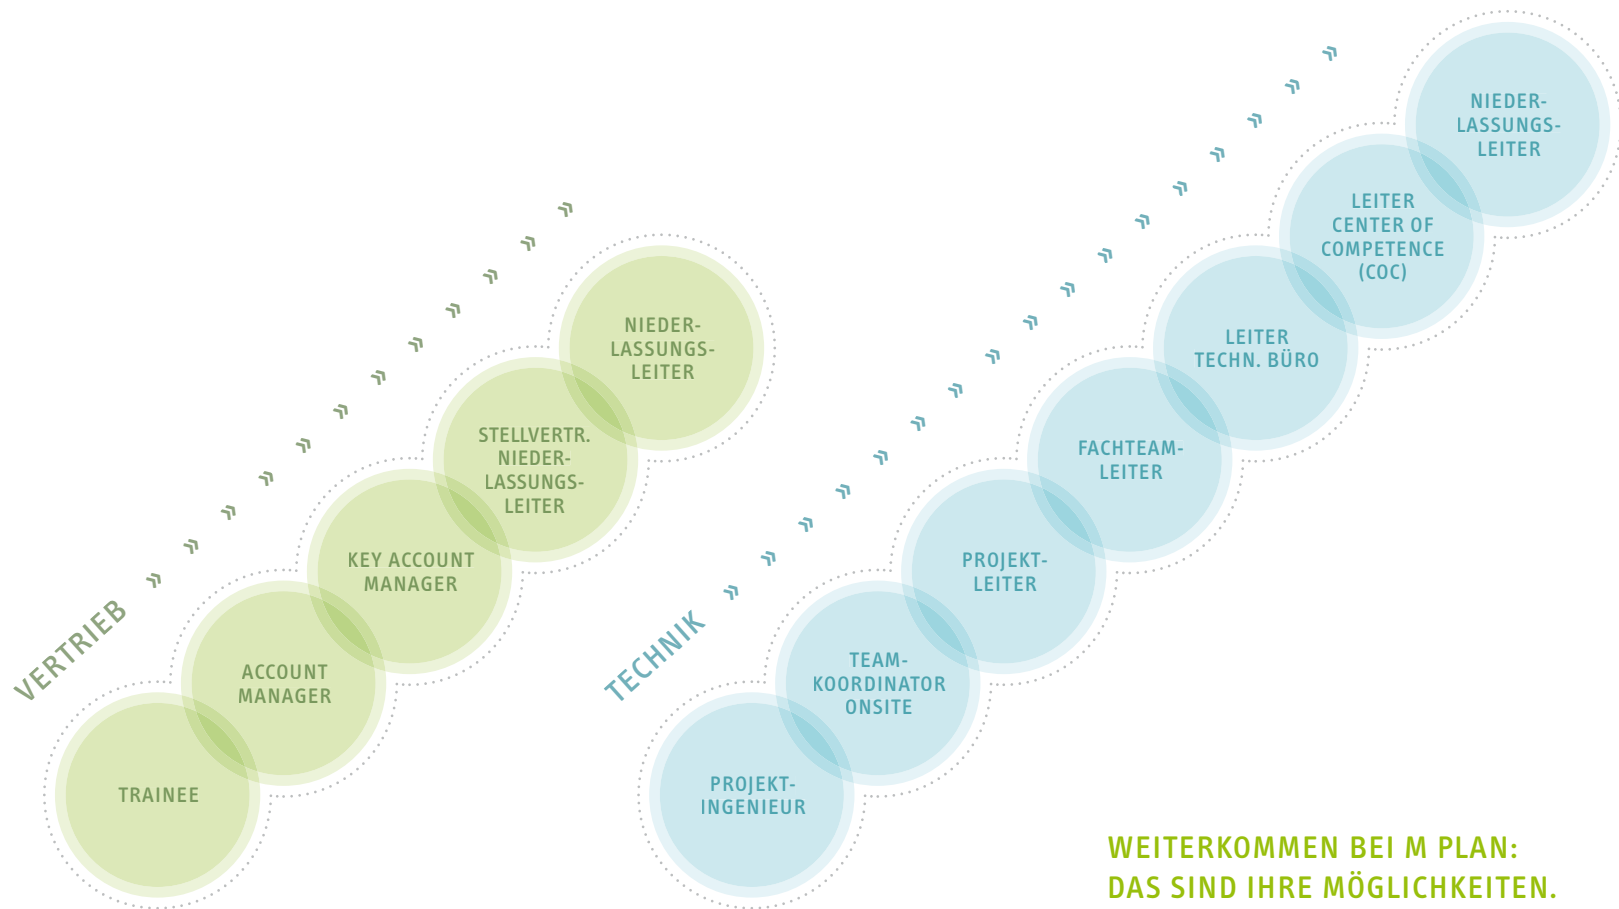 VERTRIEB
TRAINEE
ACCOUNT
MANAGER
KEY ACCOUNT
MANAGER
STELLVERTR.
NIEDER-
LASSUNGS-
LEITER
NIEDER-
LASSUNGS-
LEITER
TECHNIK
PROJEKT-
INGENIEUR
TEAM-
KOORDINATOR
ONSITE
PROJEKT-
LEITER
FACHTEAM-
LEITER
LEITER
TECHN. BÜRO
LEITER
CENTER OF
COMPETENCE
(COC)
NIEDER-
LASSUNGS-
LEITER
WEITERKOMMEN BEI M PLAN:
DAS SIND IHRE MÖGLICHKEITEN.